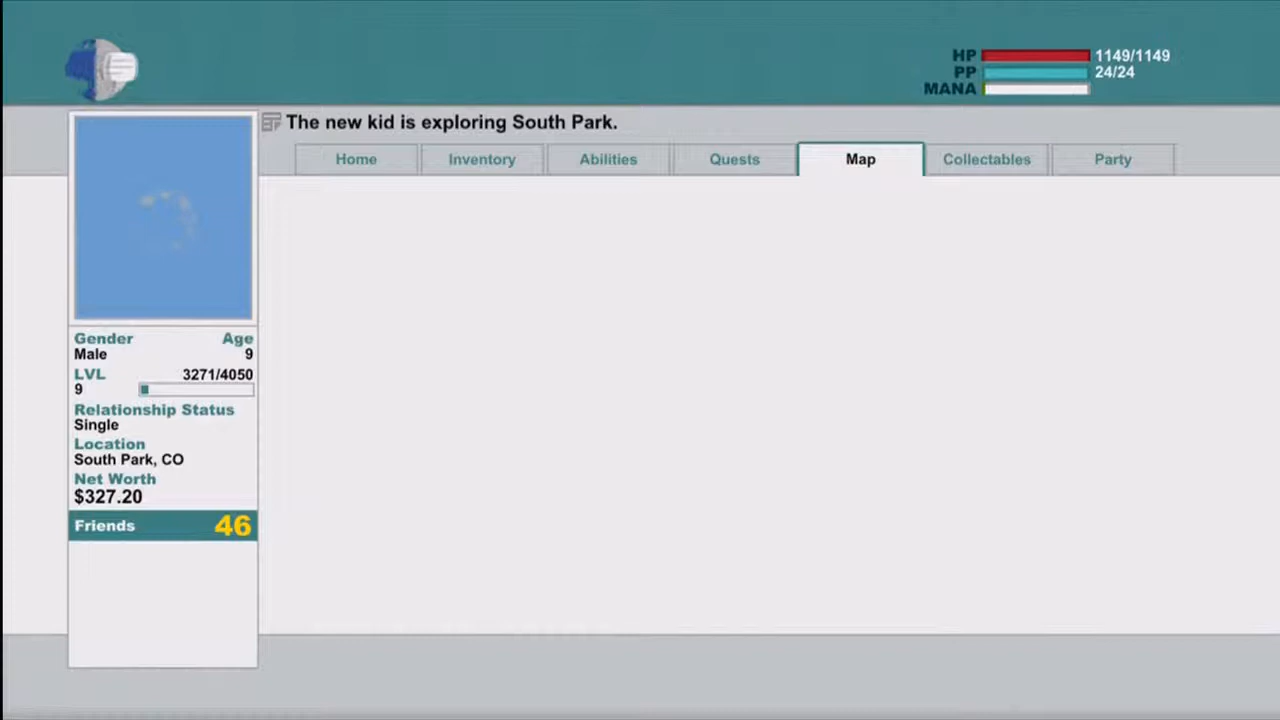 HP 1149/1149
PP 24/24
MANA
The new kid is exploring South Park.
Home Inventory Abilities Quests Map Collectables Party
Gender Age
Male 9
LVL 3271/4050
9
Relationship Status
Single
Location
South Park, CO
Net Worth
$327.20
Friends 46